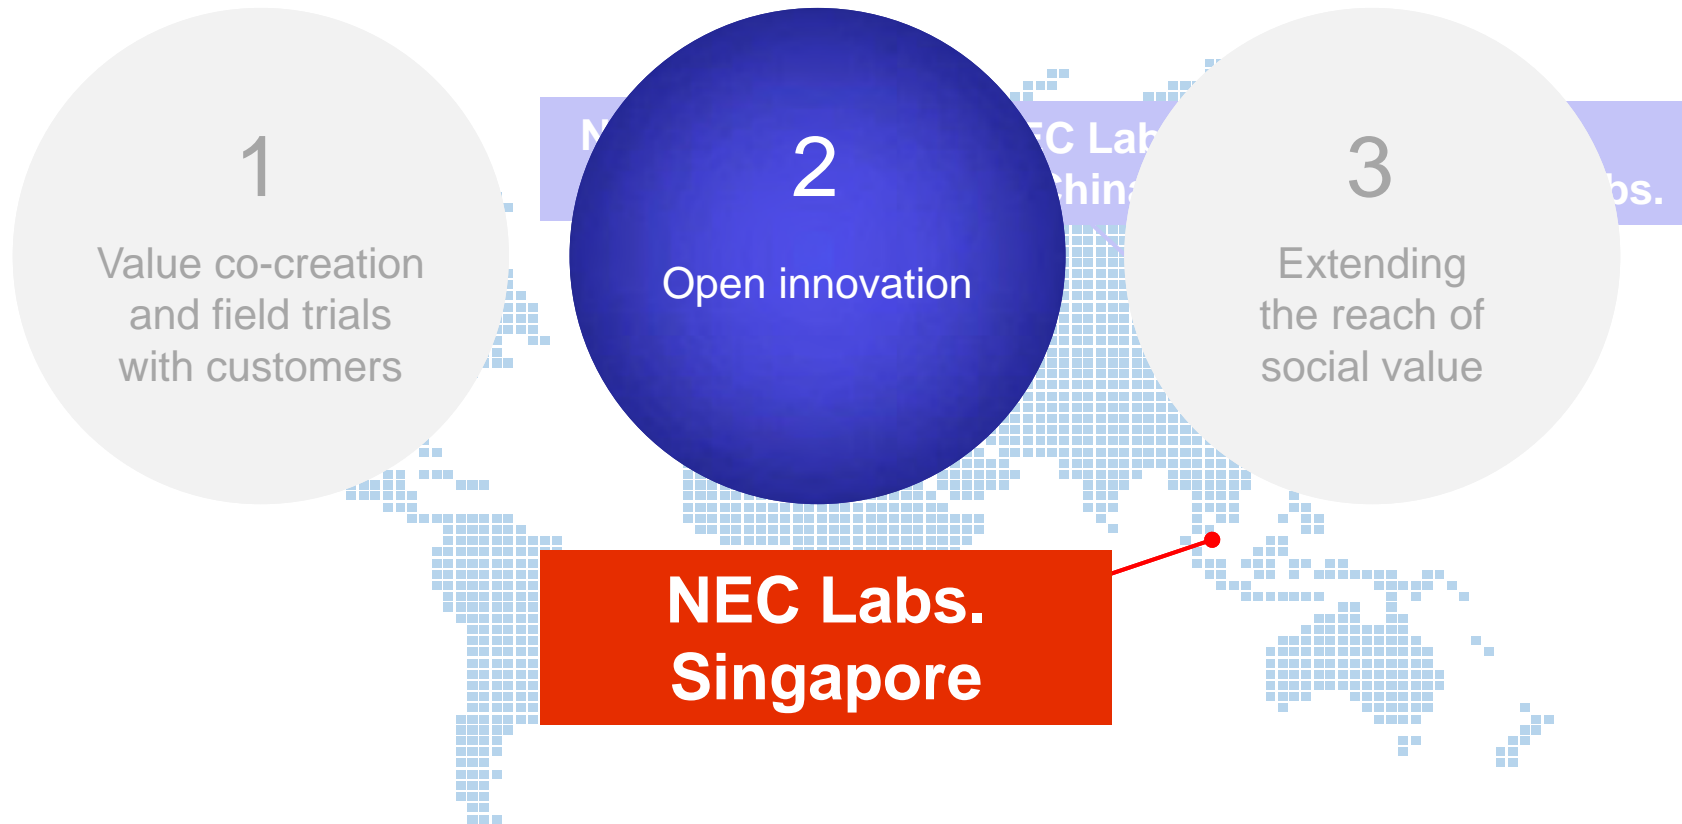 1
Value co-creation
and field trials
with customers
2
Open innovation
3
Extending
the reach of
social value
NEC Labs.
Singapore